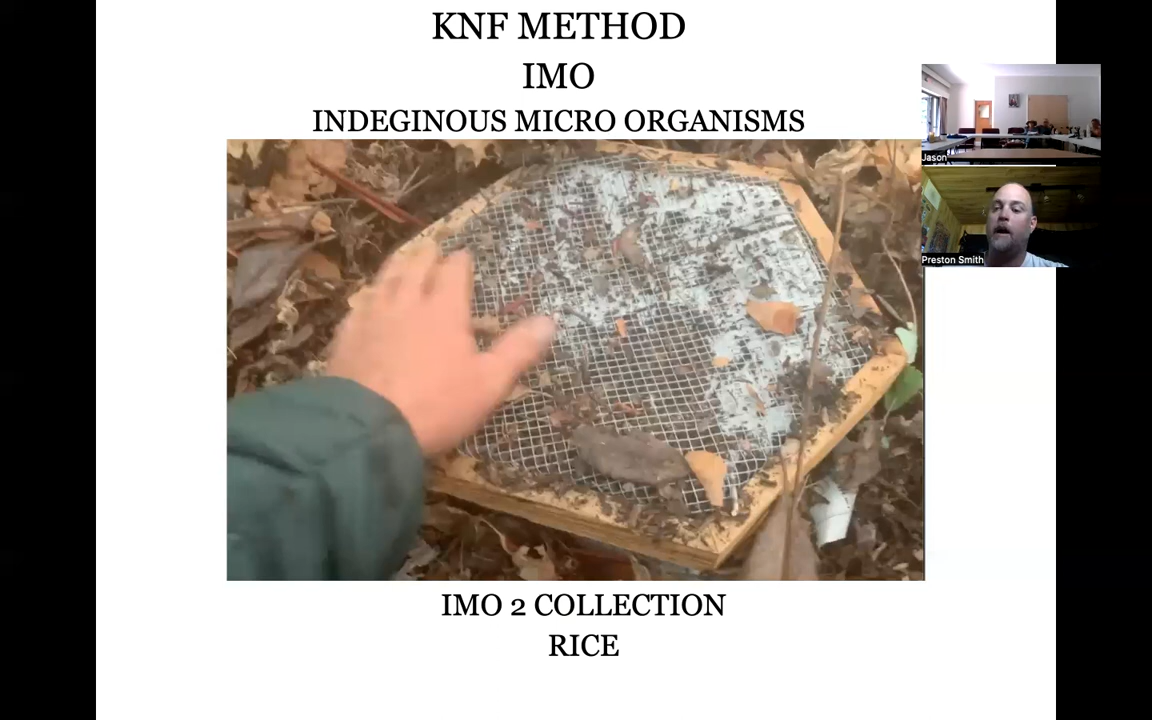 KNF METHOD
IMO
INDEGINOUS MICRO ORGANISMS
Jason
Preston Smith
IMO 2 COLLECTION
RICE